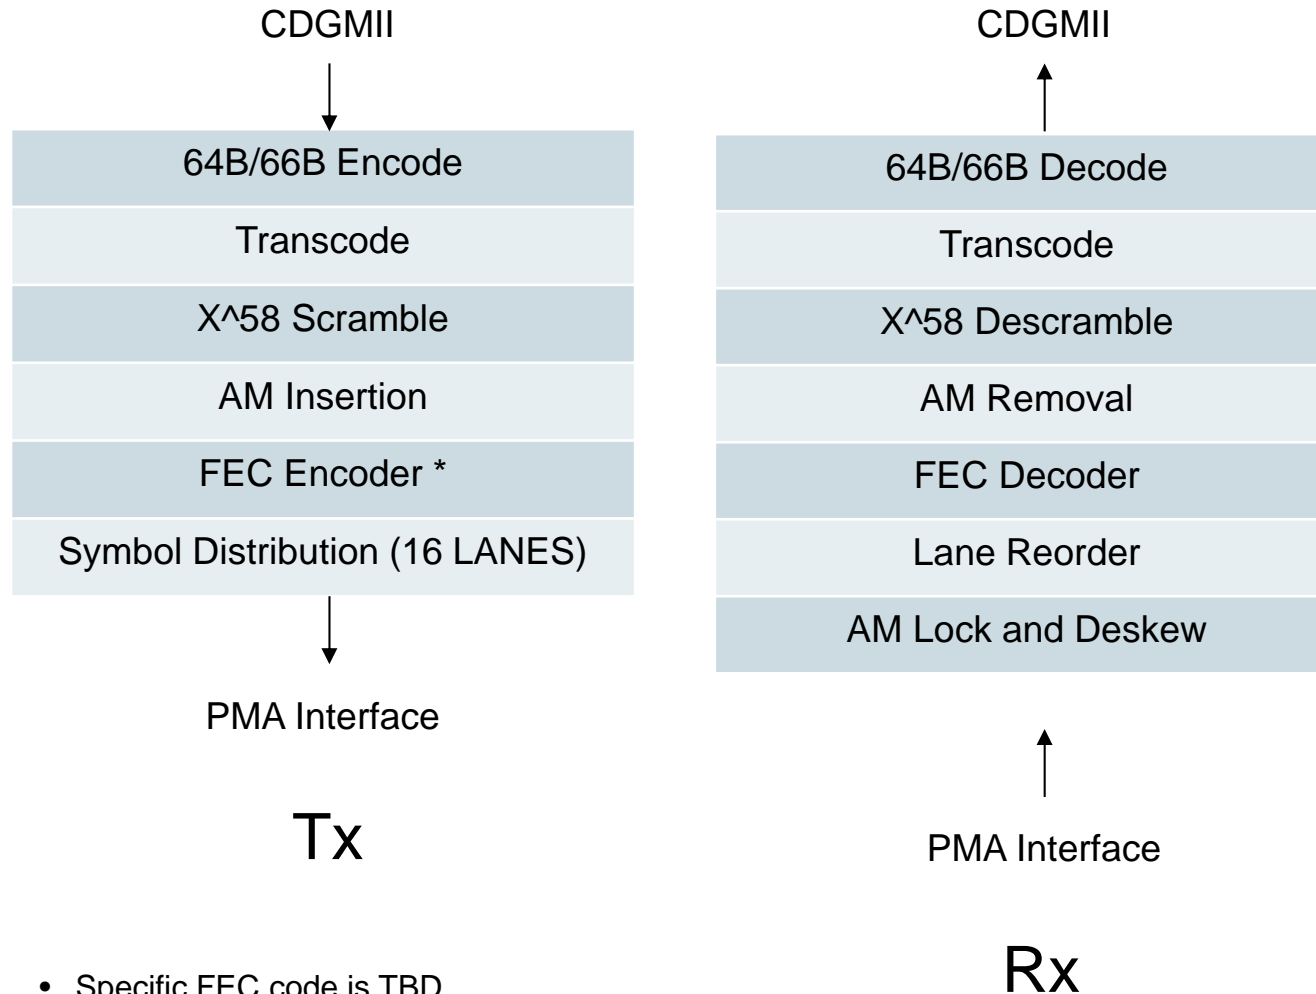 CDGMII
64B/66B Encode
Transcode
X^58 Scramble
AM Insertion
FEC Encoder *
Symbol Distribution (16 LANES)
PMA Interface
Tx
• Specific FEC code is TBD
CDGMII
64B/66B Decode
Transcode
X^58 Descramble
AM Removal
FEC Decoder
Lane Reorder
AM Lock and Deskew
PMA Interface
Rx